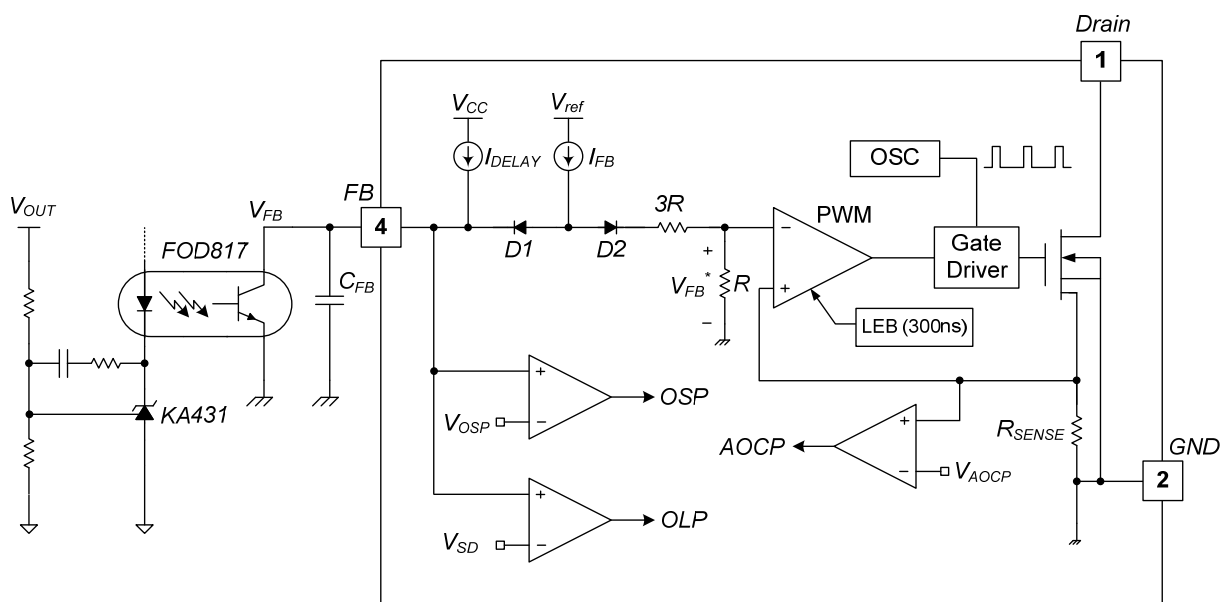 Drain
1
V_CC
V_ref
I_DELAY
I_FB
OSC
FB
V_OUT
V_FB
4
3R
PWM
FOD817
D1
D2
Gate
Driver
C_FB
+
V_FB*
R
−
−
+
LEB (300ns)
KA431
+
−
V_OSP
OSP
AOCP
+
−
V_AOCP
R_SENSE
GND
2
+
−
V_SD
OLP